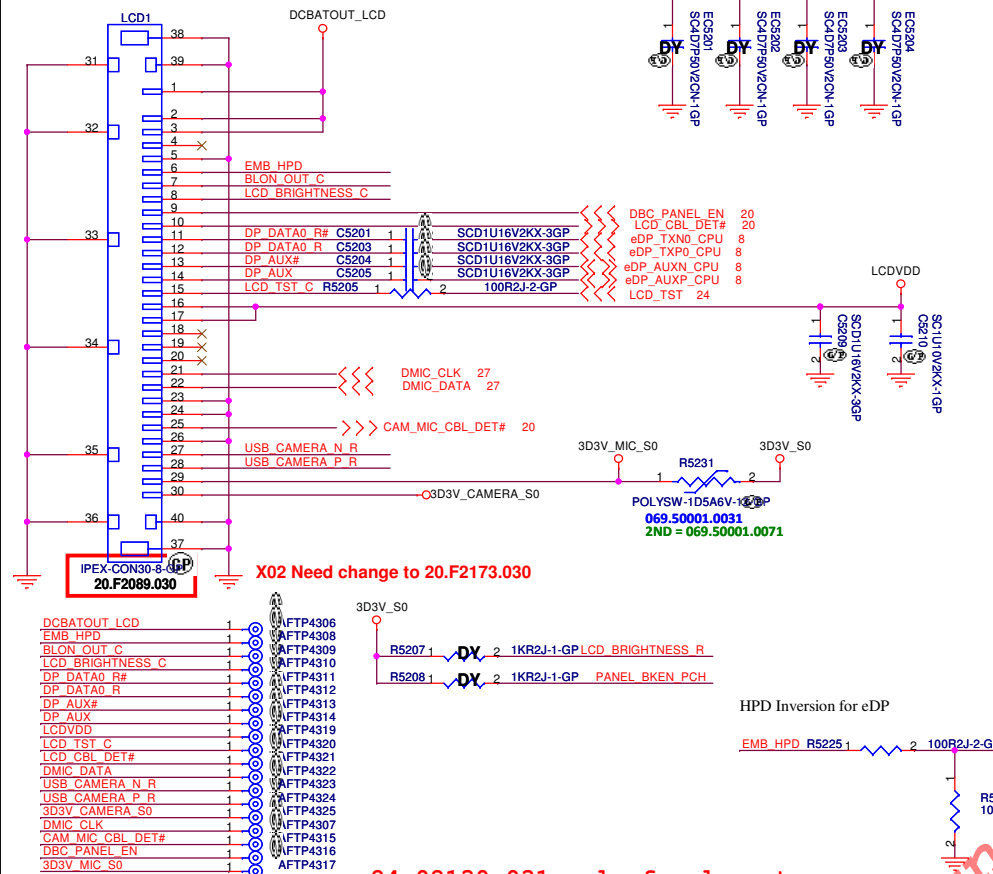 LCD1
DCBATOUT_LCD
38
31
39
1
2
32
3
4
5
6 EMB_HPD
7 BLON_OUT_C
8 LCD_BRIGHTNESS_C
9 DBC_PANEL_EN 20
10 LCD_CBL_DET# 20
33
11 DP_DATA0_R# C5201 1 SCD1U16V2KX-3GP eDP_TXN0_CPU 8
12 DP_DATA0_R C5203 1 SCD1U16V2KX-3GP eDP_TXP0_CPU 8
13 DP_AUX# C5204 1 SCD1U16V2KX-3GP eDP_AUXN_CPU 8
14 DP_AUX C5205 1 SCD1U16V2KX-3GP eDP_AUXP_CPU 8
15 LCD_TST_C R5205 1 2 100R2J-2-GP LCD_TST 24
16
17
18
34
19
20
21 DMIC_CLK 27
22 DMIC_DATA 27
23
24
25 CAM_MIC_CBL_DET# 20
26
35
27 USB_CAMERA_N_R
28 USB_CAMERA_P_R
29
30 3D3V_CAMERA_S0
36
40
37
IPEX-CON30-8-GP
20.F2089.030
X02 Need change to 20.F2173.030
EC5201
SC4D7P50V2CN-1GP
DY
EC5202
SC4D7P50V2CN-1GP
DY
EC5203
SC4D7P50V2CN-1GP
DY
EC5204
SC4D7P50V2CN-1GP
DY
LCDVDD
1
2
C5209
SCD1U16V2KX-3GP
1
2
C5210
SC1U10V2KX-1GP
3D3V_MIC_S0
3D3V_S0
R5231
1 2
069.50001.0031
2ND = 069.50001.0071
DCBATOUT_LCD 1 AFTP4306
EMB_HPD 1 AFTP4308
BLON_OUT_C 1 AFTP4309
LCD_BRIGHTNESS_C 1 AFTP4310
DP_DATA0_R# 1 AFTP4311
DP_DATA0_R 1 AFTP4312
DP_AUX# 1 AFTP4313
DP_AUX 1 AFTP4314
LCDVDD 1 AFTP4319
LCD_TST_C 1 AFTP4320
LCD_CBL_DET# 1 AFTP4321
DMIC_DATA 1 AFTP4322
USB_CAMERA_N_R 1 AFTP4323
USB_CAMERA_P_R 1 AFTP4324
3D3V_CAMERA_S0 1 AFTP4325
DMIC_CLK 1 AFTP4307
CAM_MIC_CBL_DET# 1 AFTP4315
DBC_PANEL_EN 1 AFTP4316
3D3V_MIC_S0 1 AFTP4317
3D3V_S0
R5207 1 DY 2 1KR2J-1-GP LCD_BRIGHTNESS_R
R5208 1 DY 2 1KR2J-1-GP PANEL_BKEN_PCH
HPD Inversion for eDP
EMB_HPD R5225 1 2 100R2J-2-G
1
2